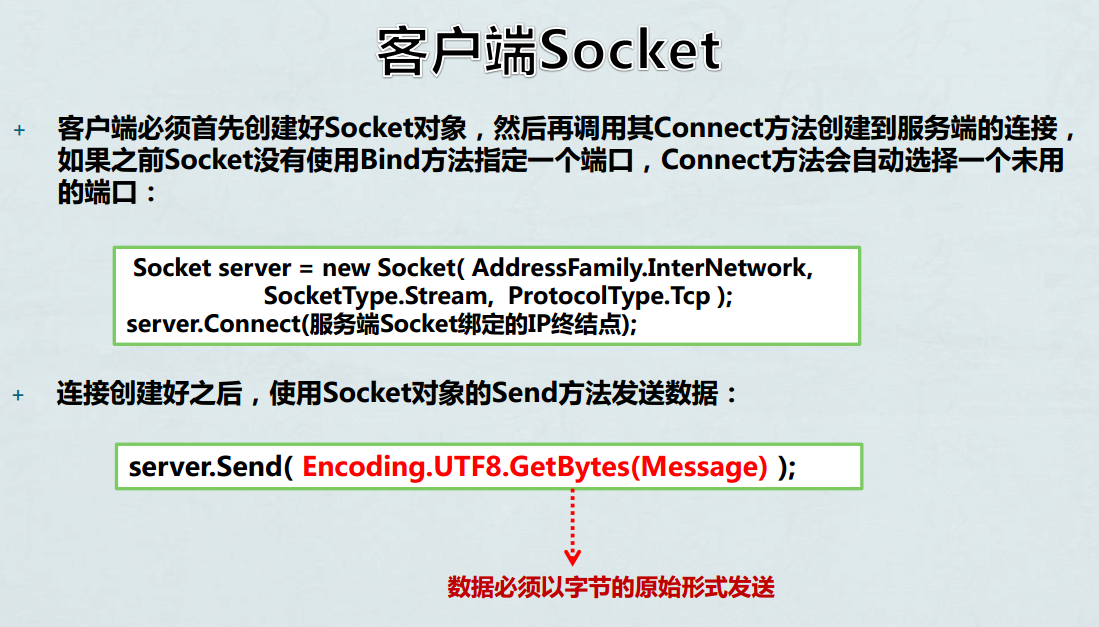 客户端Socket
+ 客户端必须首先创建好Socket对象，然后再调用其Connect方法创建到服务端的连接，
如果之前Socket没有使用Bind方法指定一个端口，Connect方法会自动选择一个未用
的端口：
Socket server = new Socket( AddressFamily.InterNetwork,
SocketType.Stream, ProtocolType.Tcp );
server.Connect(服务端Socket绑定的IP终结点);
+ 连接创建好之后，使用Socket对象的Send方法发送数据：
server.Send( Encoding.UTF8.GetBytes(Message) );
数据必须以字节的原始形式发送